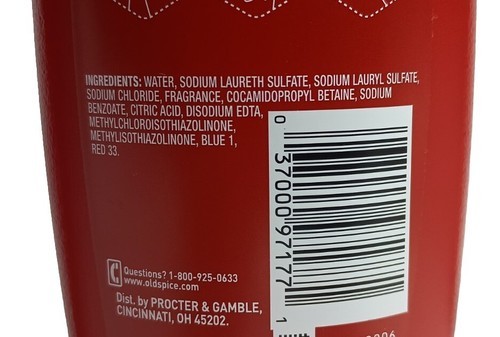 INGREDIENTS: WATER, SODIUM LAURETH SULFATE, SODIUM LAURYL SULFATE,
SODIUM CHLORIDE, FRAGRANCE, COCAMIDOPROPYL BETAINE, SODIUM
BENZOATE, CITRIC ACID, DISODIUM EDTA,
METHYLCHLOROISOTHIAZOLINONE,
METHYLISOTHIAZOLINONE, BLUE 1,
RED 33.
0 37000 97177 1
Questions? 1-800-925-0633
www.oldspice.com
Dist. by PROCTER & GAMBLE,
CINCINNATI, OH 45202.